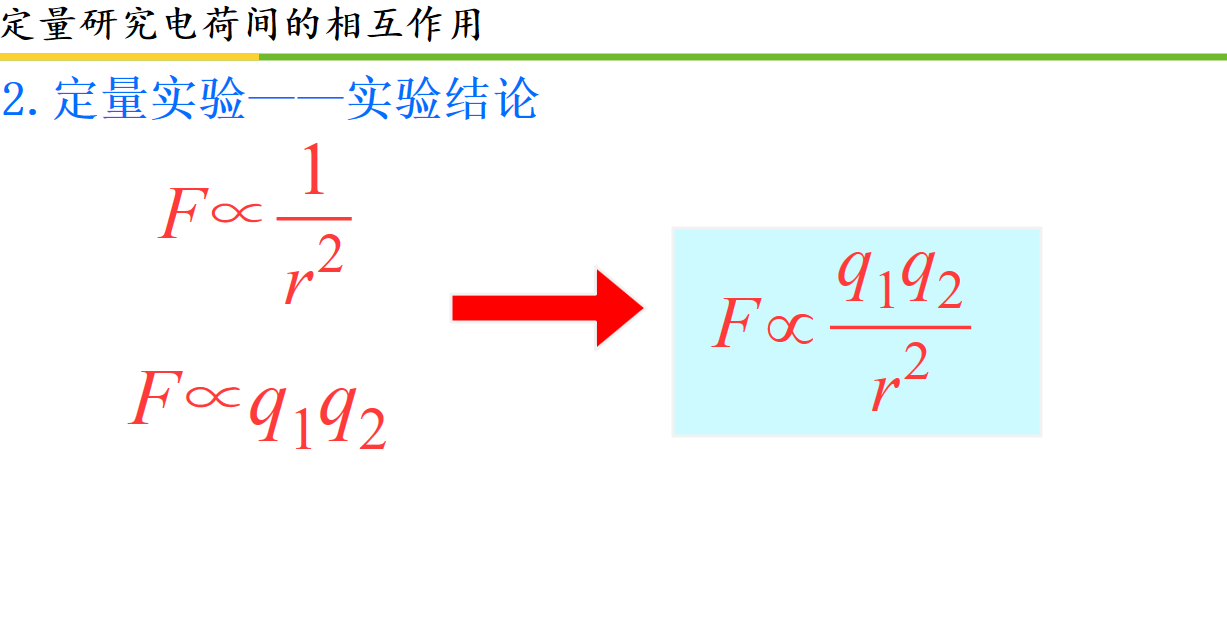 定量研究电荷间的相互作用
2.定量实验——实验结论
F∝1/r²
F∝q₁q₂
F∝q₁q₂/r²